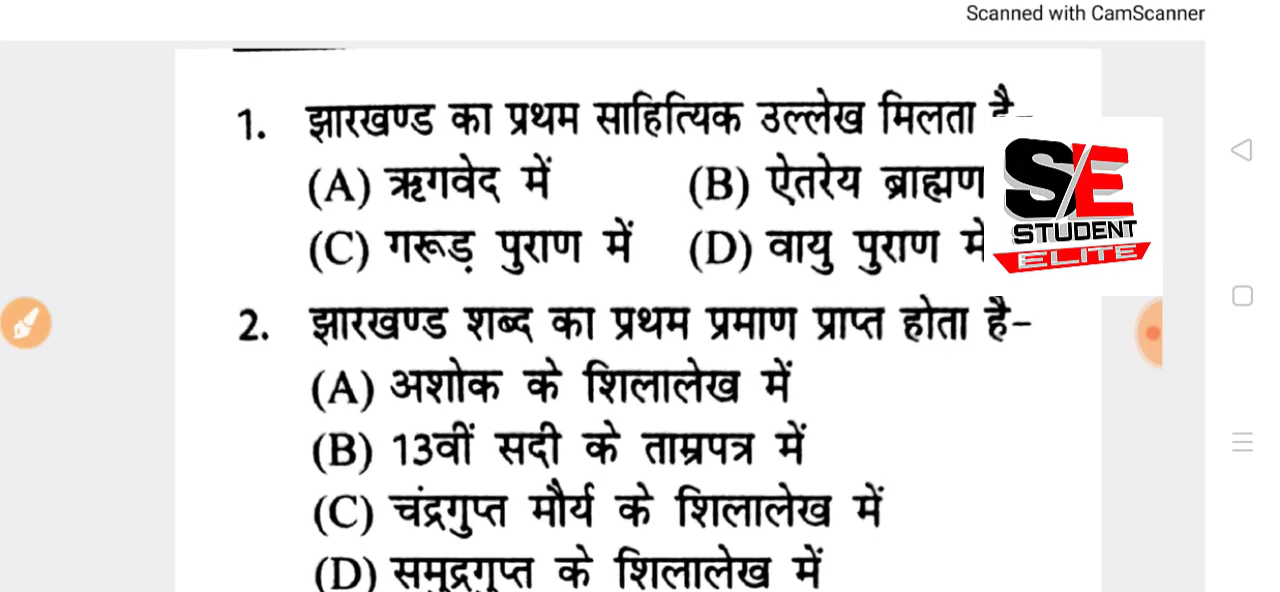 Scanned with CamScanner
1. झारखण्ड का प्रथम साहित्यिक उल्लेख मिलता है-
(A) ऋगवेद में (B) ऐतरेय ब्राह्मण
(C) गरूड़ पुराण में (D) वायु पुराण में
SE
STUDENT
ELITE
2. झारखण्ड शब्द का प्रथम प्रमाण प्राप्त होता है-
(A) अशोक के शिलालेख में
(B) 13वीं सदी के ताम्रपत्र में
(C) चंद्रगुप्त मौर्य के शिलालेख में
(D) समुद्रगुप्त के शिलालेख में